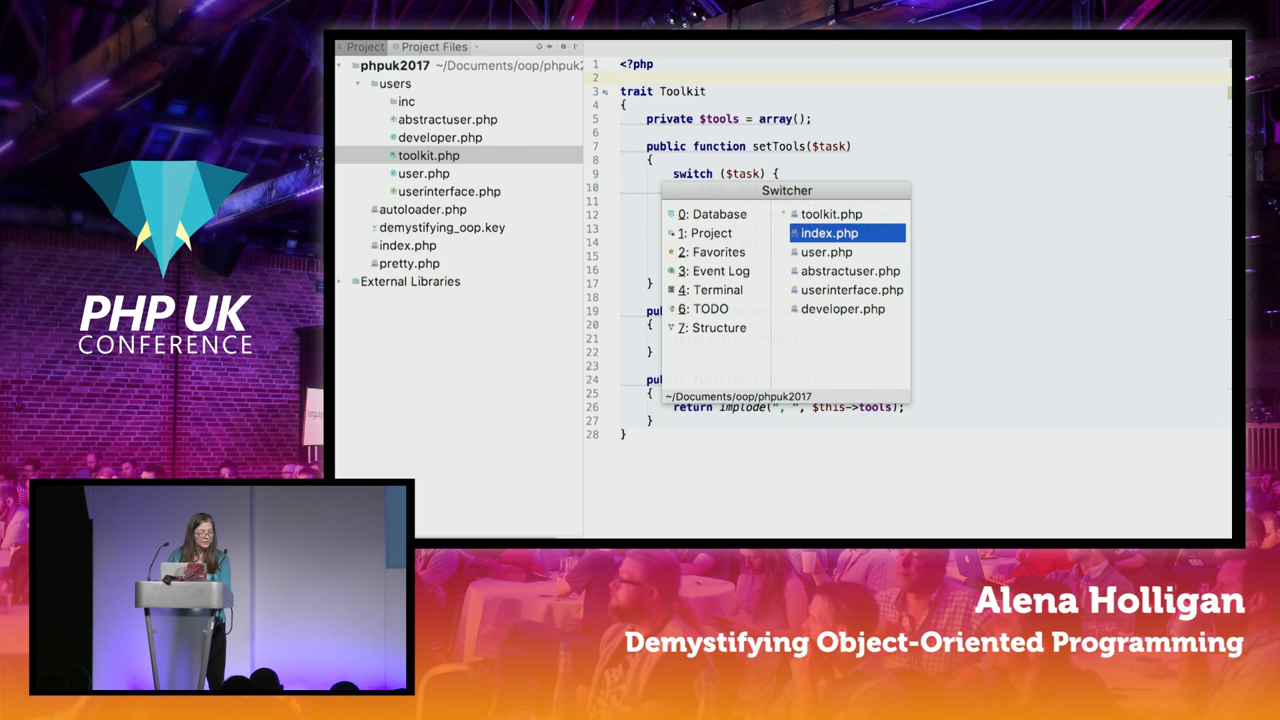 PHP UK
CONFERENCE
Project
Project Files
phpuk2017 ~/Documents/oop/phpuk2
users
inc
abstractuser.php
developer.php
toolkit.php
user.php
userinterface.php
autoloader.php
demystifying_oop.key
index.php
pretty.php
External Libraries
1 <?php
2
3 trait Toolkit
4 {
5 private $tools = array();
6
7 public function setTools($task)
8 {
9 switch ($task) {
10
11
12
13
14
15
16
17 }
18
19
20 {
21
22 }
23
24
25 {
26 return implode(", ", $this->tools);
27 }
28 }
Switcher
0: Database
1: Project
2: Favorites
3: Event Log
4: Terminal
6: TODO
7: Structure
toolkit.php
index.php
user.php
abstractuser.php
userinterface.php
developer.php
~/Documents/oop/phpuk2017
Alena Holligan
Demystifying Object-Oriented Programming